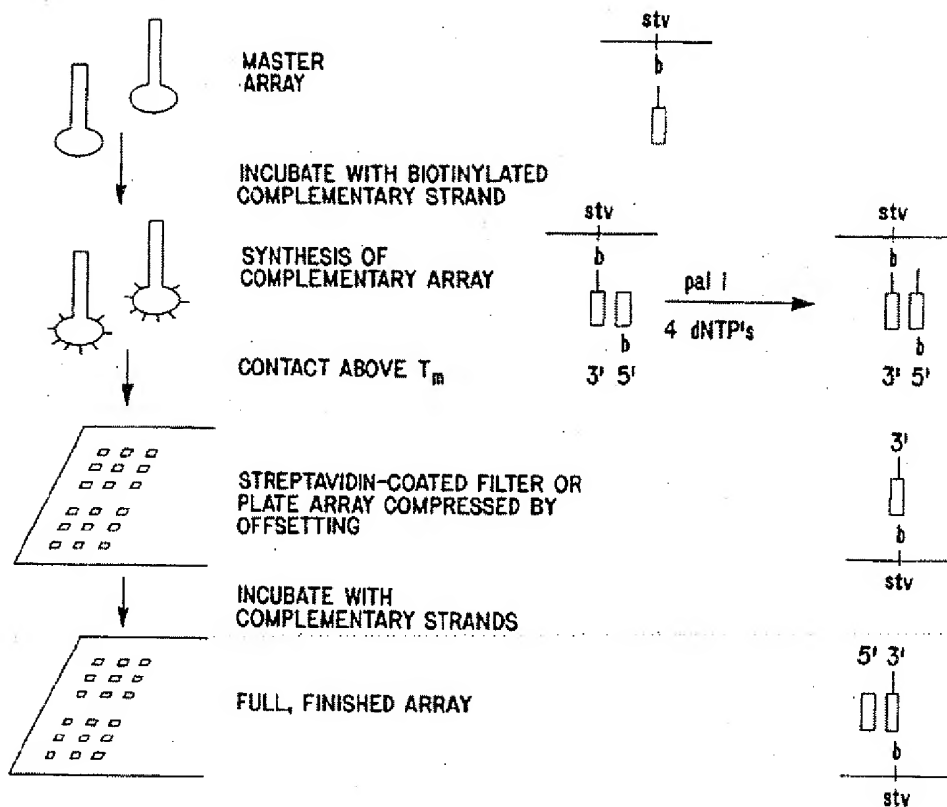 MASTER
ARRAY
stv
b
INCUBATE WITH BIOTINYLATED
COMPLEMENTARY STRAND
SYNTHESIS OF
COMPLEMENTARY ARRAY
stv
b
b
3' 5'
pal i
4 dNTP's
stv
b
b
3' 5'
CONTACT ABOVE Tm
STREPTAVIDIN-COATED FILTER OR
PLATE ARRAY COMPRESSED BY
OFFSETTING
3'
b
stv
INCUBATE WITH
COMPLEMENTARY STRANDS
FULL, FINISHED ARRAY
5' 3'
b
stv